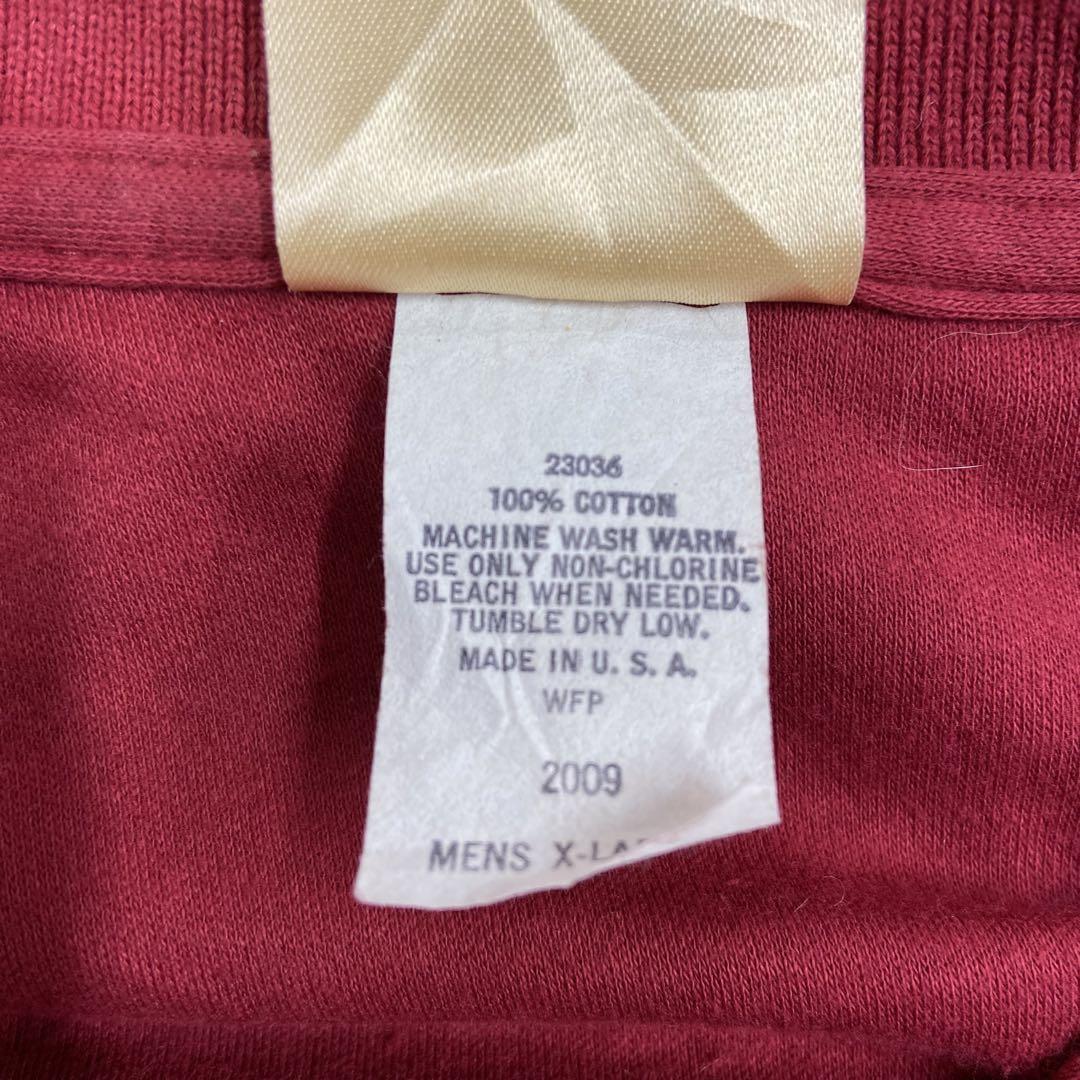 23036
100% COTTON
MACHINE WASH WARM.
USE ONLY NON-CHLORINE
BLEACH WHEN NEEDED.
TUMBLE DRY LOW.
MADE IN U. S. A.
WFP
2009
MENS